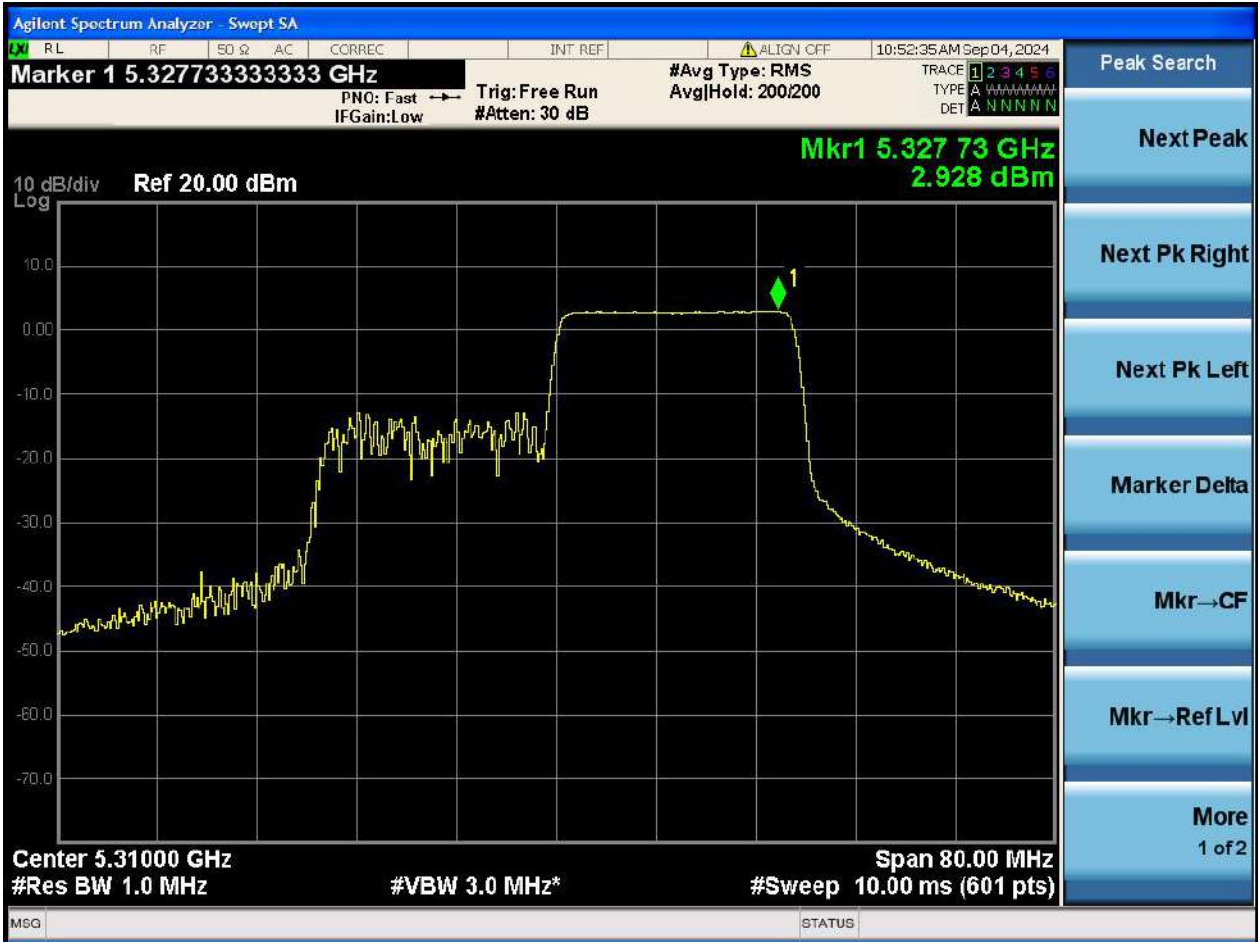 Agilent Spectrum Analyzer - Swept SA
LXI RL RF 50 Ω AC CORREC INT REF ALIGN OFF 10:52:35 AM Sep 04, 2024
Marker 1 5.327733333333 GHz
PNO: Fast
IFGain:Low
Trig: Free Run
#Atten: 30 dB
#Avg Type: RMS
Avg|Hold: 200/200
TRACE 1 2 3 4 5 6
TYPE A WWWWW
DET A N N N N N
Mkr1 5.327 73 GHz
2.928 dBm
10 dB/div Ref 20.00 dBm
Log
10.0
0.00
-10.0
-20.0
-30.0
-40.0
-50.0
-60.0
-70.0
1
Center 5.31000 GHz Span 80.00 MHz
#Res BW 1.0 MHz #VBW 3.0 MHz* #Sweep 10.00 ms (601 pts)
MSG STATUS
Peak Search
Next Peak
Next Pk Right
Next Pk Left
Marker Delta
Mkr→CF
Mkr→Ref Lvl
More
1 of 2